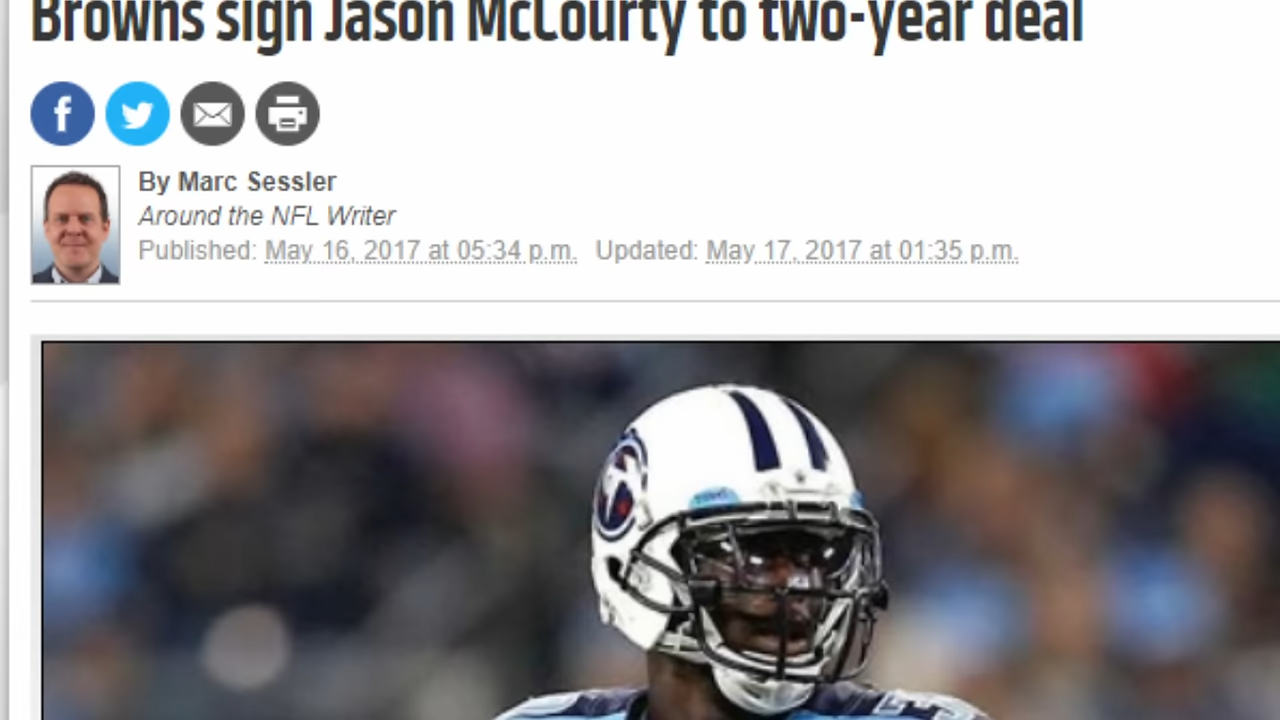 Browns sign Jason McCourty to two-year deal
By Marc Sessler
Around the NFL Writer
Published: May 16, 2017 at 05:34 p.m. Updated: May 17, 2017 at 01:35 p.m.